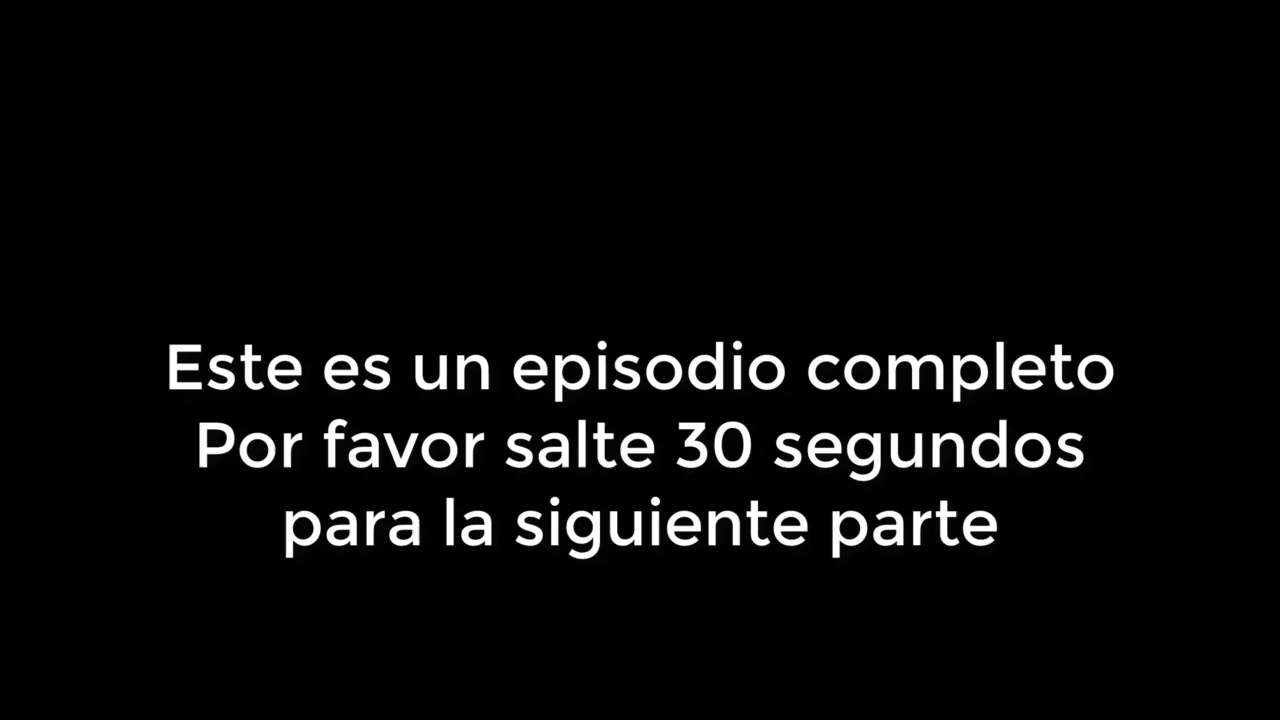 Este es un episodio completo
Por favor salte 30 segundos
para la siguiente parte